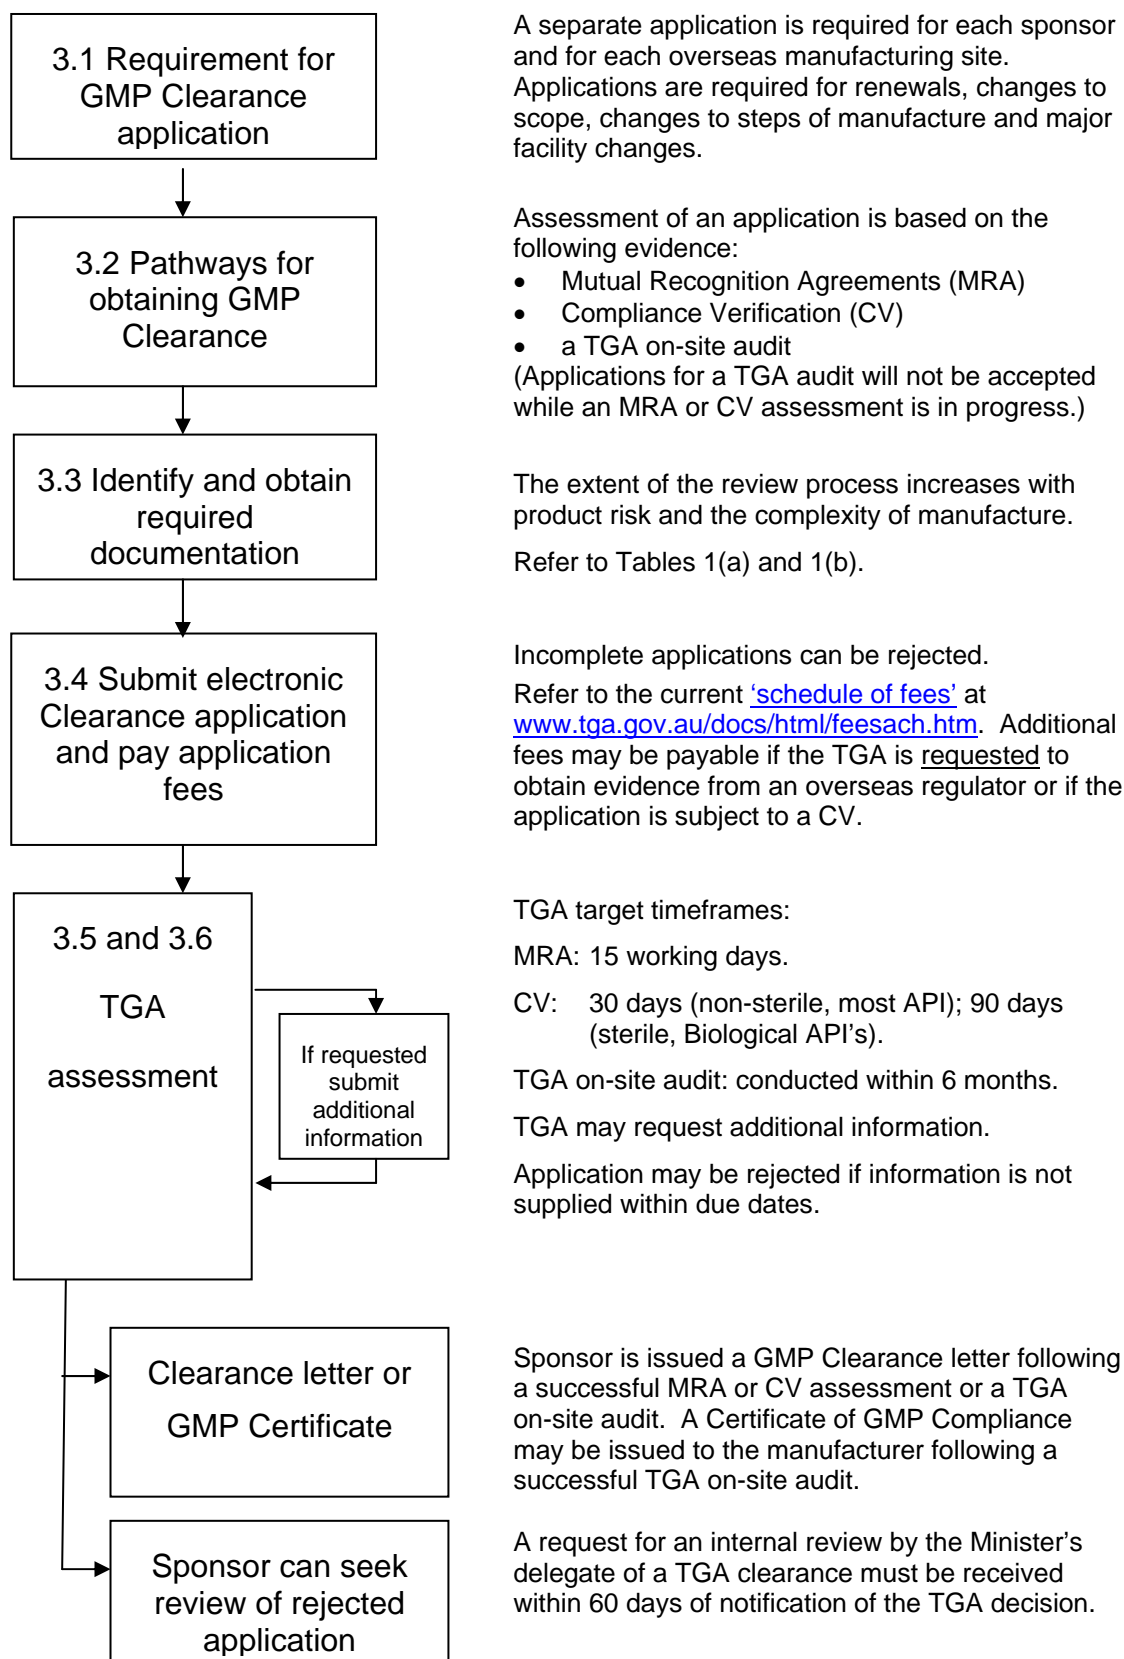 3.1 Requirement for
GMP Clearance
application
A separate application is required for each sponsor
and for each overseas manufacturing site.
Applications are required for renewals, changes to
scope, changes to steps of manufacture and major
facility changes.
3.2 Pathways for
obtaining GMP
Clearance
Assessment of an application is based on the
following evidence:
• Mutual Recognition Agreements (MRA)
• Compliance Verification (CV)
• a TGA on-site audit
(Applications for a TGA audit will not be accepted
while an MRA or CV assessment is in progress.)
3.3 Identify and obtain
required
documentation
The extent of the review process increases with
product risk and the complexity of manufacture.
Refer to Tables 1(a) and 1(b).
3.4 Submit electronic
Clearance application
and pay application
fees
Incomplete applications can be rejected.
Refer to the current ‘schedule of fees’ at
www.tga.gov.au/docs/html/feesach.htm. Additional
fees may be payable if the TGA is requested to
obtain evidence from an overseas regulator or if the
application is subject to a CV.
3.5 and 3.6
TGA
assessment
If requested
submit
additional
information
TGA target timeframes:
MRA: 15 working days.
CV: 30 days (non-sterile, most API); 90 days
(sterile, Biological API's).
TGA on-site audit: conducted within 6 months.
TGA may request additional information.
Application may be rejected if information is not
supplied within due dates.
Clearance letter or
GMP Certificate
Sponsor is issued a GMP Clearance letter following
a successful MRA or CV assessment or a TGA
on-site audit. A Certificate of GMP Compliance
may be issued to the manufacturer following a
successful TGA on-site audit.
Sponsor can seek
review of rejected
application
A request for an internal review by the Minister’s
delegate of a TGA clearance must be received
within 60 days of notification of the TGA decision.